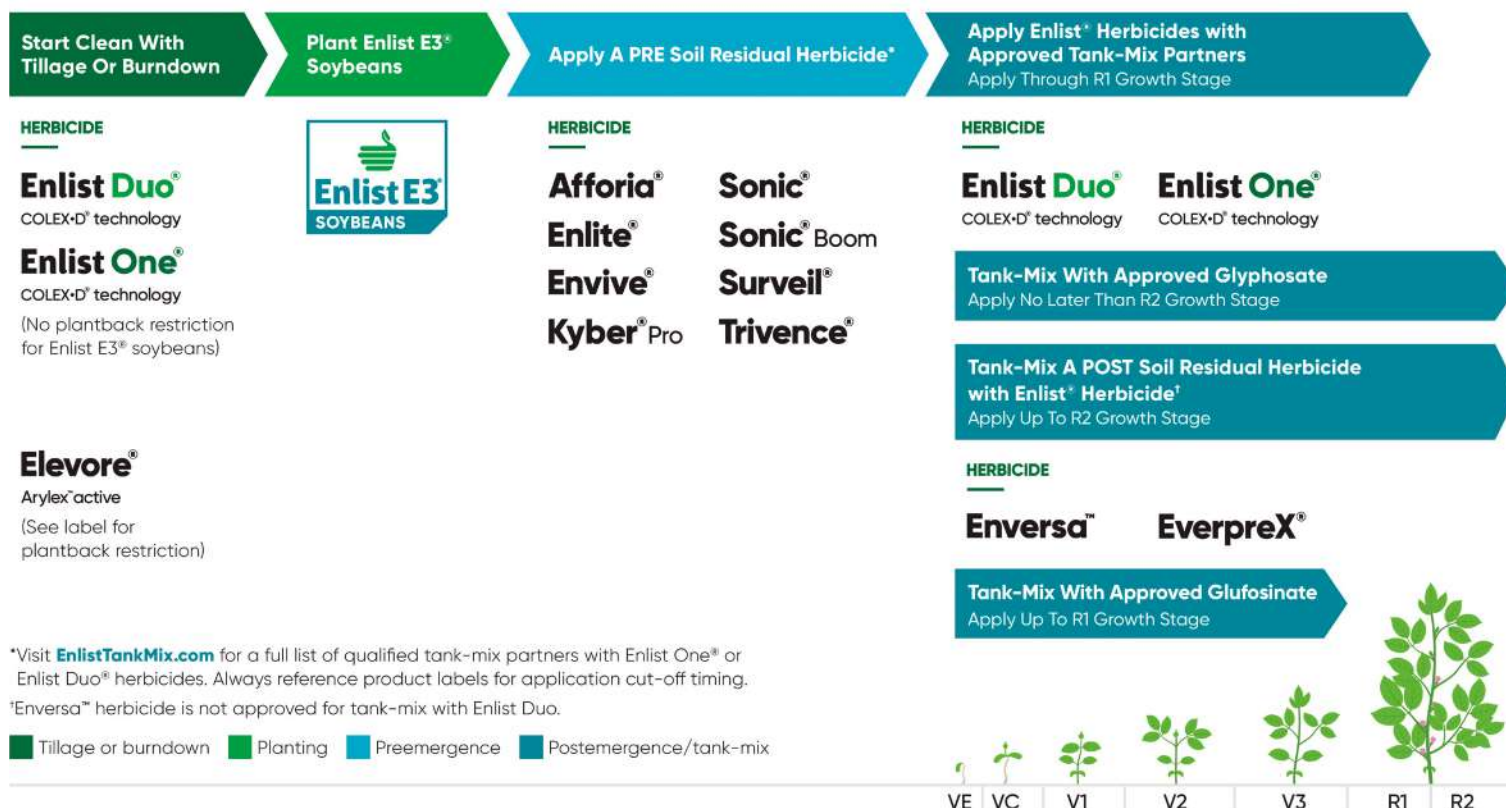 Start Clean With
Tillage Or Burndown
Plant Enlist E3®
Soybeans
Apply A PRE Soil Residual Herbicide*
Apply Enlist® Herbicides with
Approved Tank-Mix Partners
Apply Through R1 Growth Stage
HERBICIDE
Enlist Duo®
COLEX•D® technology
Enlist One®
COLEX•D® technology
(No plantback restriction
for Enlist E3® soybeans)
Elevore®
Arylex™ active
(See label for
plantback restriction)
Enlist E3®
SOYBEANS
HERBICIDE
Afforia®
Enlite®
Envive®
Kyber® Pro
Sonic®
Sonic® Boom
Surveil®
Trivence®
HERBICIDE
Enlist Duo®
COLEX•D® technology
Enlist One®
COLEX•D® technology
Tank-Mix With Approved Glyphosate
Apply No Later Than R2 Growth Stage
Tank-Mix A POST Soil Residual Herbicide
with Enlist® Herbicide†
Apply Up To R2 Growth Stage
HERBICIDE
Enversa™
EverpreX®
Tank-Mix With Approved Glufosinate
Apply Up To R1 Growth Stage
*Visit EnlistTankMix.com for a full list of qualified tank-mix partners with Enlist One® or
Enlist Duo® herbicides. Always reference product labels for application cut-off timing.
†Enversa™ herbicide is not approved for tank-mix with Enlist Duo.
Tillage or burndown
Planting
Preemergence
Postemergence/tank-mix
VE VC V1 V2 V3 R1 R2